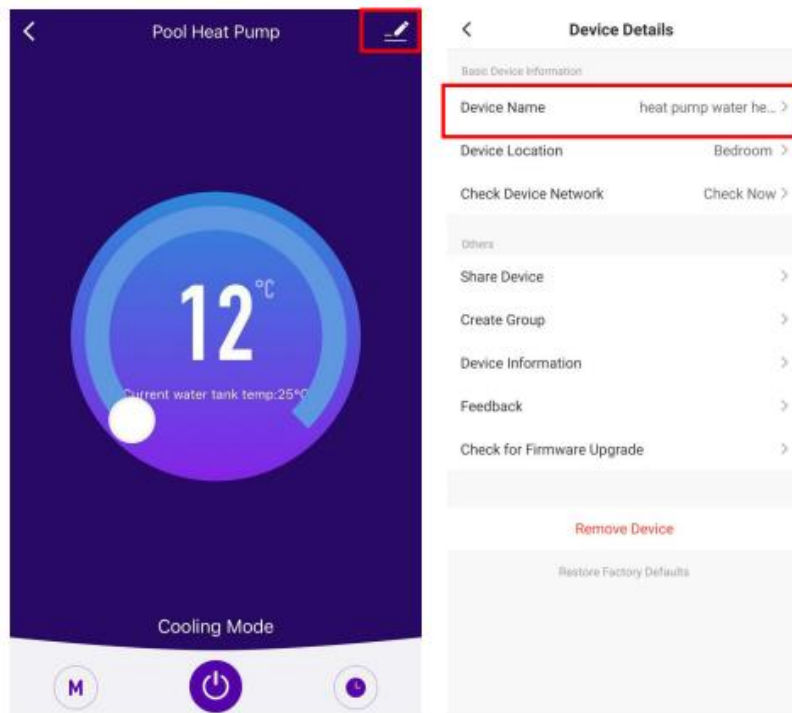 Pool Heat Pump
12 °C
Current water tank temp:25°C
Cooling Mode
M
Device Details
Basic Device Information
Device Name heat pump water he...
Device Location Bedroom
Check Device Network Check Now
Others
Share Device
Create Group
Device Information
Feedback
Check for Firmware Upgrade
Remove Device
Restore Factory Defaults